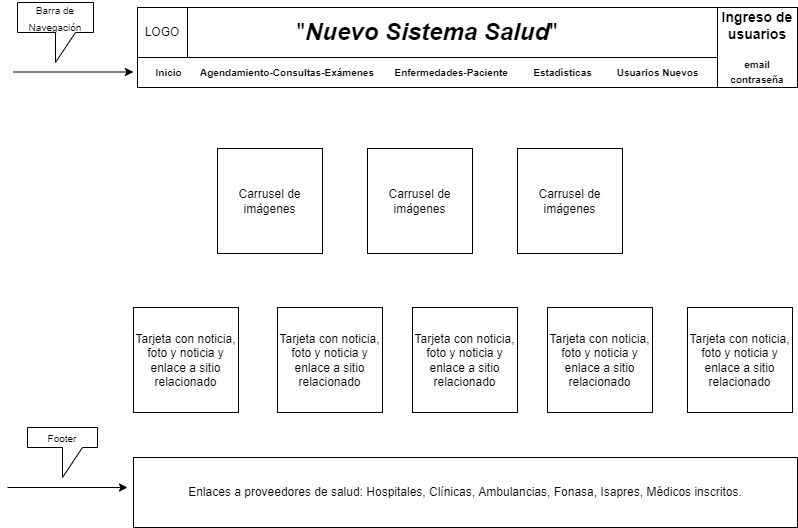 Barra de
Navegación
LOGO
"Nuevo Sistema Salud"
Ingreso de
usuarios
email
contraseña
Inicio Agendamiento-Consultas-Exámenes Enfermedades-Paciente Estadísticas Usuarios Nuevos
Carrusel de
imágenes
Carrusel de
imágenes
Carrusel de
imágenes
Tarjeta con noticia,
foto y noticia y
enlace a sitio
relacionado
Tarjeta con noticia,
foto y noticia y
enlace a sitio
relacionado
Tarjeta con noticia,
foto y noticia y
enlace a sitio
relacionado
Tarjeta con noticia,
foto y noticia y
enlace a sitio
relacionado
Tarjeta con noticia,
foto y noticia y
enlace a sitio
relacionado
Footer
Enlaces a proveedores de salud: Hospitales, Clínicas, Ambulancias, Fonasa, Isapres, Médicos inscritos.